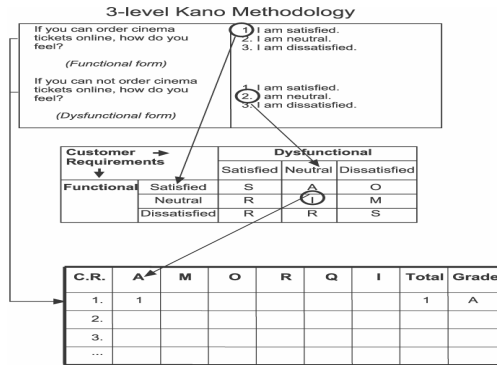 3-level Kano Methodology
If you can order cinema
tickets online, how do you
feel?
(Functional form)
If you can not order cinema
tickets online, how do you
feel?
(Dysfunctional form)
1. I am satisfied.
2. I am neutral.
3. I am dissatisfied.
1. I am satisfied.
2. I am neutral.
3. I am dissatisfied.
Customer Requirements
Dysfunctional
Satisfied Neutral Dissatisfied
Functional Satisfied S A O
Neutral R I M
Dissatisfied R R S
C.R. A M O R Q I Total Grade
1. 1 1 A
2.
3.
...